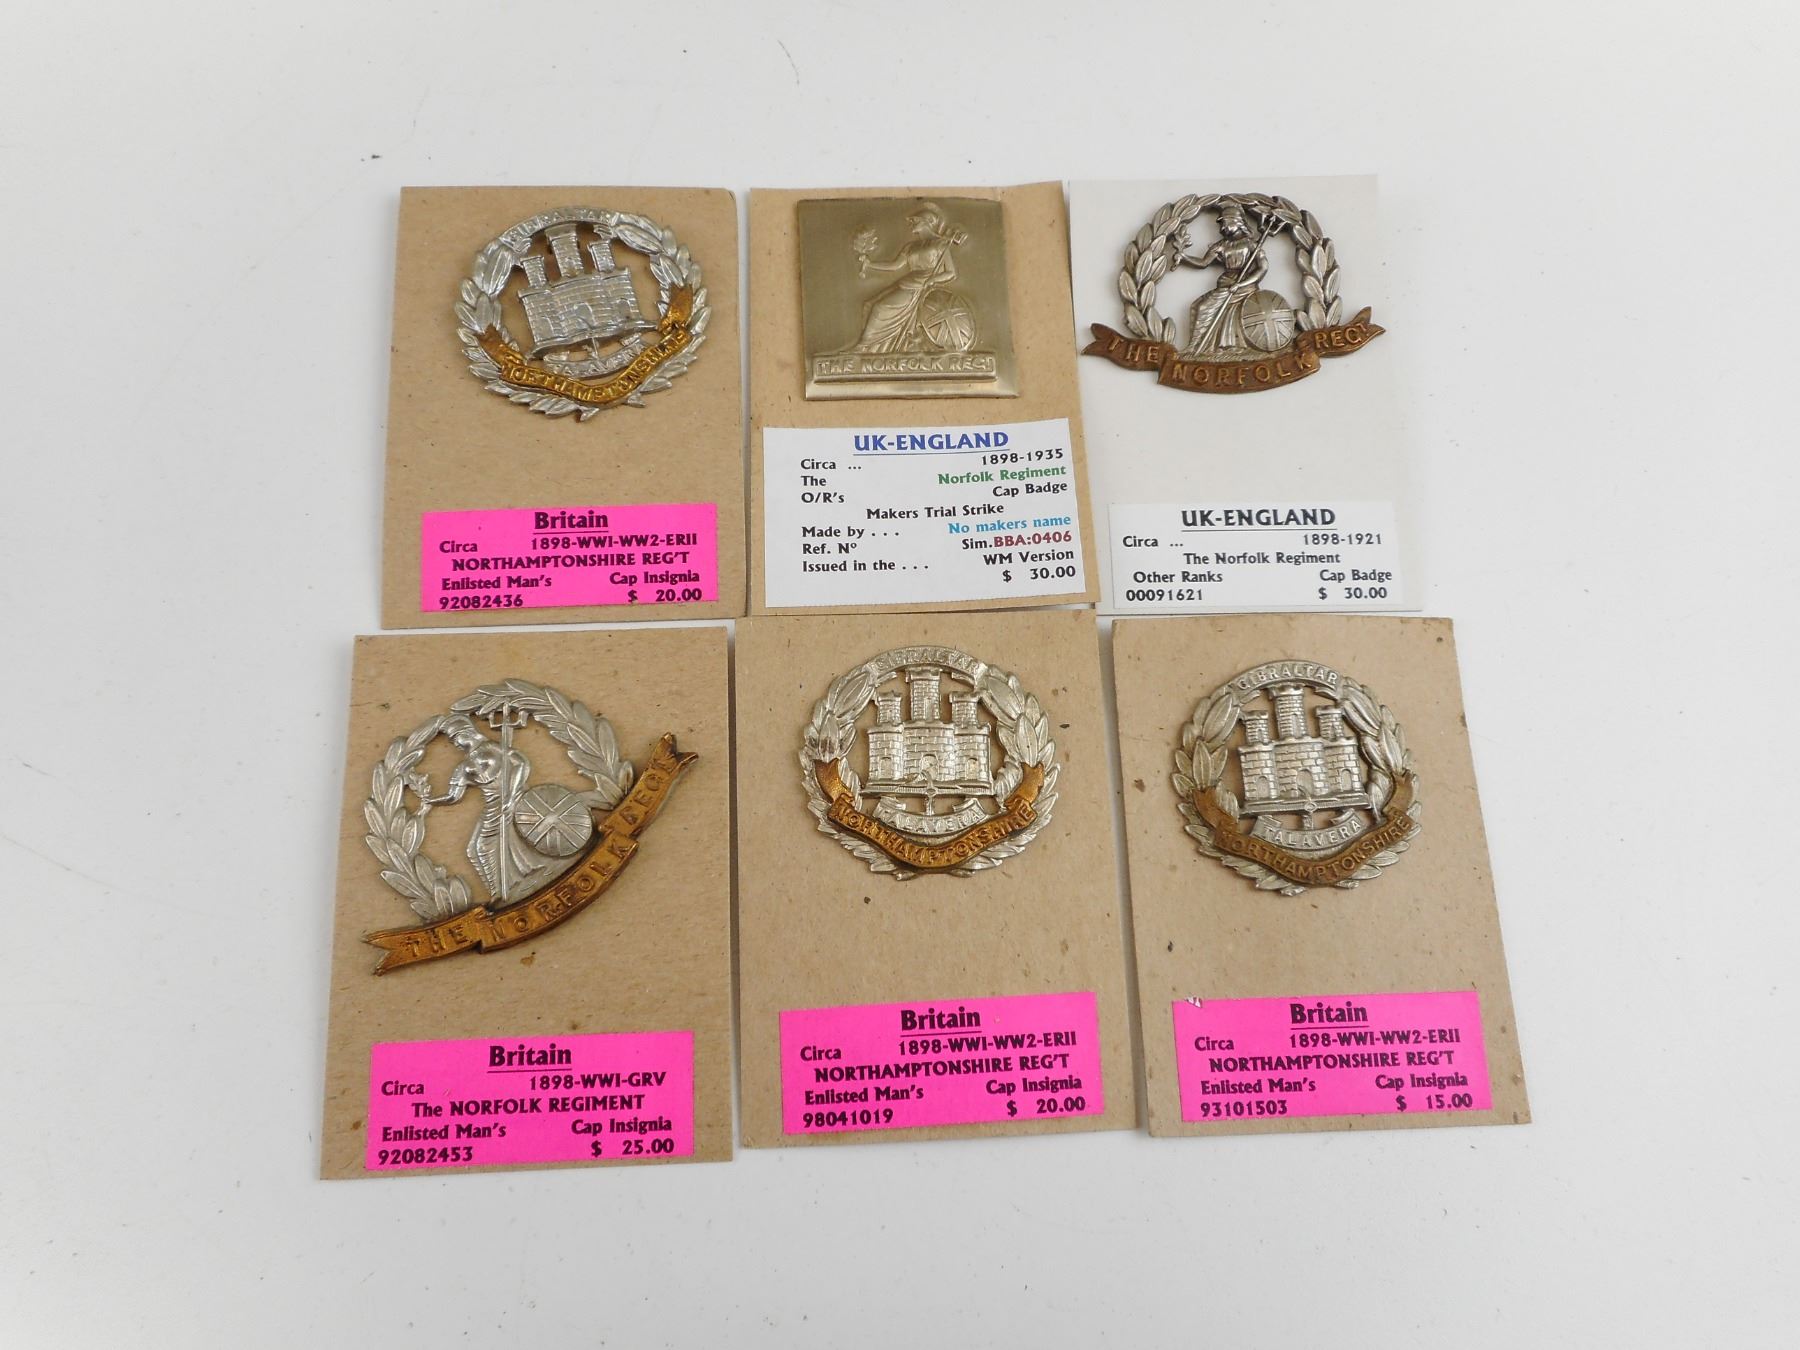 GIBRALTAR
TALAVERA
NORTHAMPTONSHIRE
Britain
Circa 1898-WWI-WW2-ERII
NORTHAMPTONSHIRE REG'T
Enlisted Man's Cap Insignia
92082436 $ 20.00
THE NORFOLK REGT
UK-ENGLAND
Circa ... 1898-1935
The Norfolk Regiment
O/R's Cap Badge
Makers Trial Strike
Made by . . . No makers name
Ref. Nº Sim.BBA:0406
Issued in the . . . WM Version
$ 30.00
THE NORFOLK REGT
UK-ENGLAND
Circa ... 1898-1921
The Norfolk Regiment
Other Ranks Cap Badge
00091621 $ 30.00
THE NORFOLK REGT
Britain
Circa 1898-WWI-GRV
The NORFOLK REGIMENT
Enlisted Man's Cap Insignia
92082453 $ 25.00
GIBRALTAR
TALAVERA
NORTHAMPTONSHIRE
Britain
Circa 1898-WWI-WW2-ERII
NORTHAMPTONSHIRE REG'T
Enlisted Man's Cap Insignia
98041019 $ 20.00
GIBRALTAR
TALAVERA
NORTHAMPTONSHIRE
Britain
Circa 1898-WWI-WW2-ERII
NORTHAMPTONSHIRE REG'T
Enlisted Man's Cap Insignia
93101503 $ 15.00